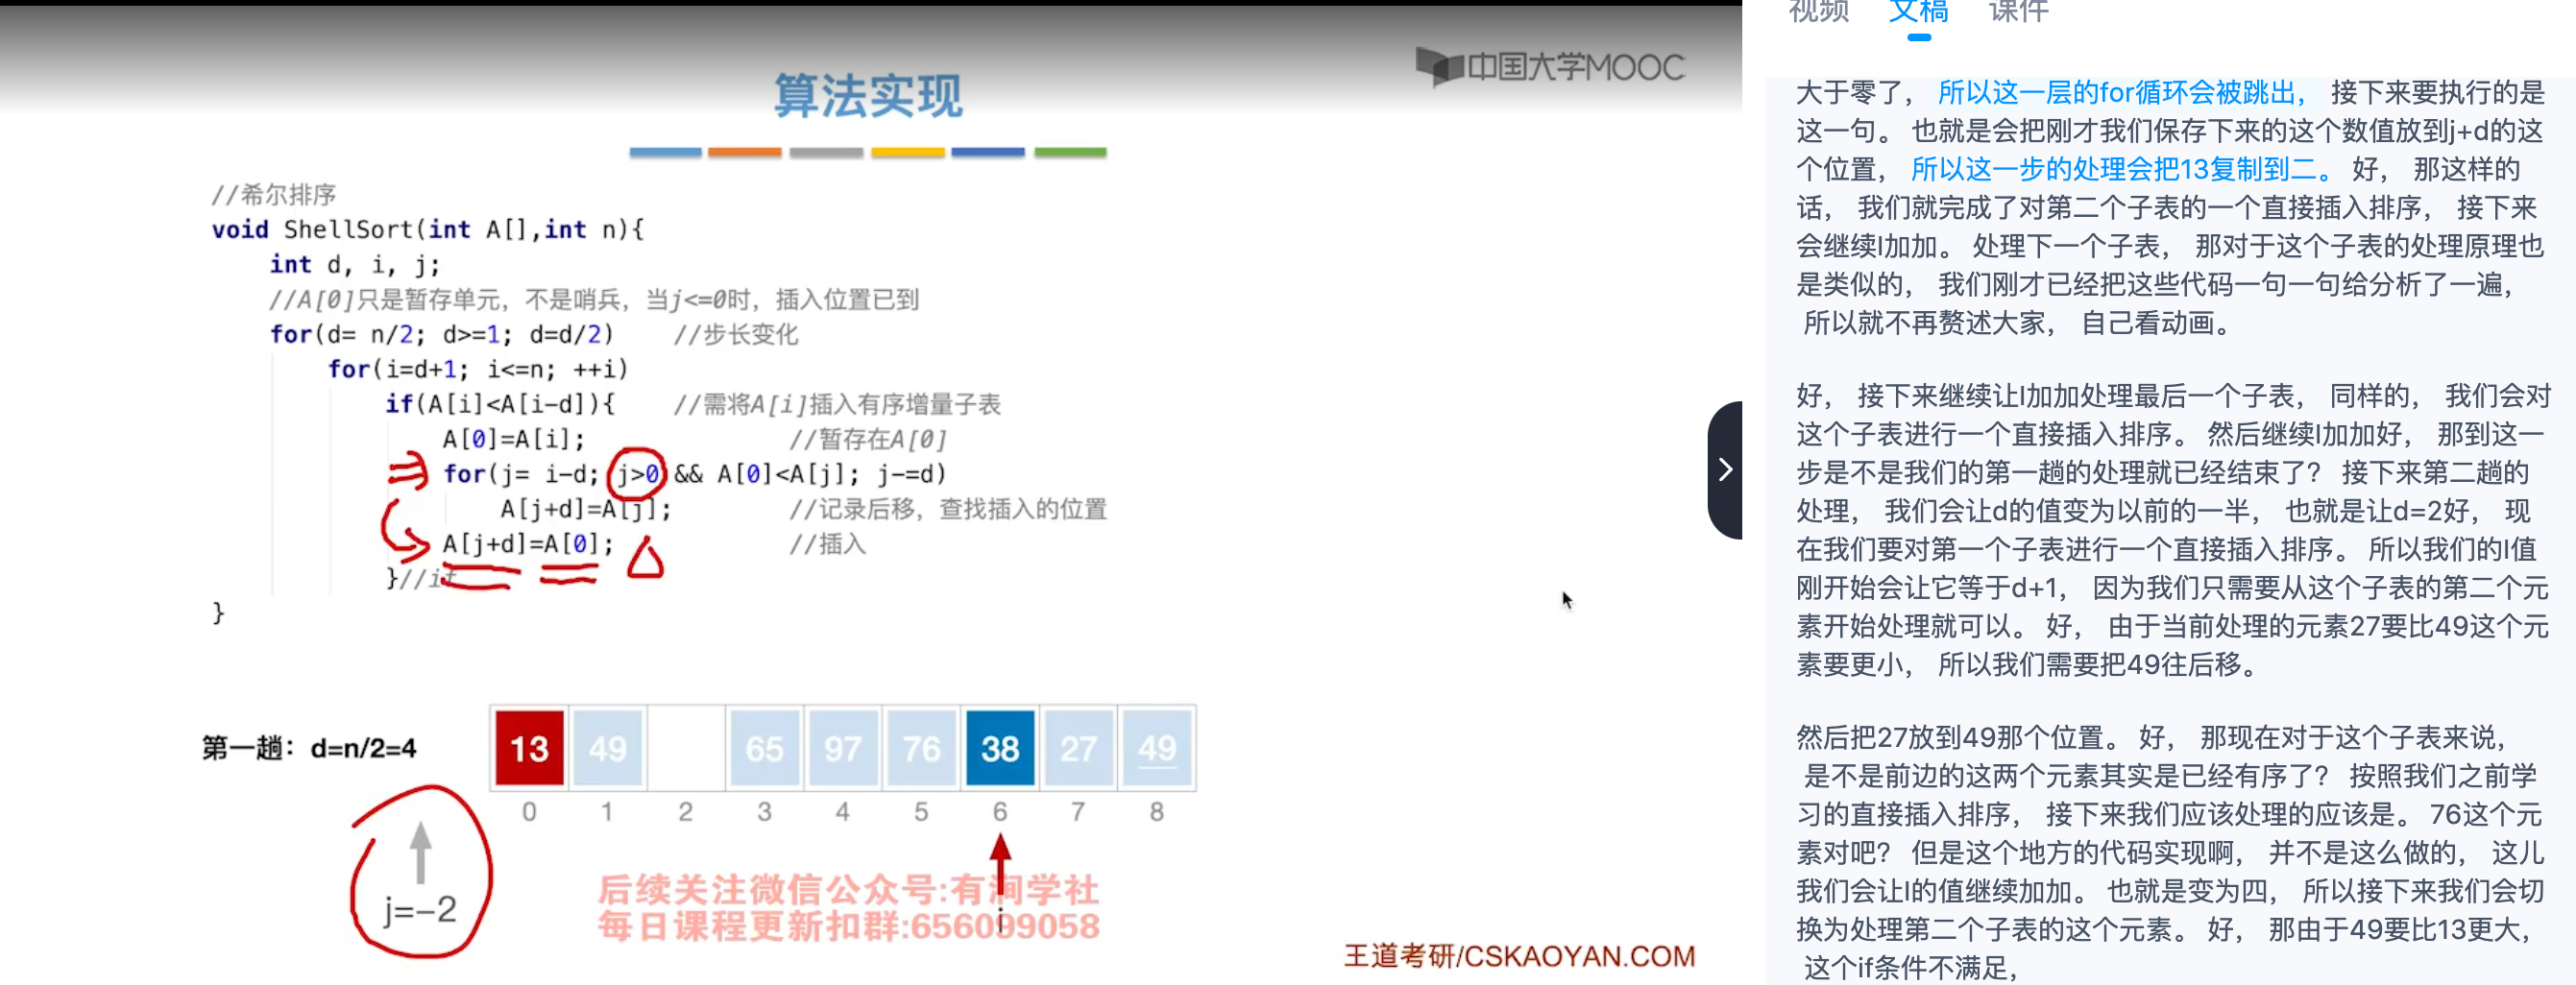 中国大学MOOC
算法实现
//希尔排序
void ShellSort(int A[],int n){
int d, i, j;
//A[0]只是暂存单元，不是哨兵，当j<=0时，插入位置已到
for(d= n/2; d>=1; d=d/2) //步长变化
for(i=d+1; i<=n; ++i)
if(A[i]<A[i-d]){ //需将A[i]插入有序增量子表
A[0]=A[i]; //暂存在A[0]
for(j= i-d; j>0 && A[0]<A[j]; j-=d)
A[j+d]=A[j]; //记录后移，查找插入的位置
A[j+d]=A[0]; //插入
}//if
}
第一趟：d=n/2=4
13 49 65 97 76 38 27 49
0 1 2 3 4 5 6 7 8
j=-2
i
后续关注微信公众号:有涧学社
每日课程更新扣群:656099058
王道考研/CSKAOYAN.COM
视频 文稿 课件
大于零了， 所以这一层的for循环会被跳出， 接下来要执行的是
这一句。 也就是会把刚才我们保存下来的这个数值放到j+d的这
个位置， 所以这一步的处理会把13复制到二。 好， 那这样的
话， 我们就完成了对第二个子表的一个直接插入排序， 接下来
会继续I加加。 处理下一个子表， 那对于这个子表的处理原理也
是类似的， 我们刚才已经把这些代码一句一句给分析了一遍，
所以就不再赘述大家， 自己看动画。
好， 接下来继续让I加加处理最后一个子表， 同样的， 我们会对
这个子表进行一个直接插入排序。 然后继续I加加好， 那到这一
步是不是我们的第一趟的处理就已经结束了？ 接下来第二趟的
处理， 我们会让d的值变为以前的一半， 也就是让d=2好， 现
在我们要对第一个子表进行一个直接插入排序。 所以我们的I值
刚开始会让它等于d+1， 因为我们只需要从这个子表的第二个元
素开始处理就可以。 好， 由于当前处理的元素27要比49这个元
素要更小， 所以我们需要把49往后移。
然后把27放到49那个位置。 好， 那现在对于这个子表来说，
是不是前边的这两个元素其实是已经有序了？ 按照我们之前学
习的直接插入排序， 接下来我们应该处理的应该是。 76这个元
素对吧？ 但是这个地方的代码实现啊， 并不是这么做的， 这儿
我们会让I的值继续加加。 也就是变为四， 所以接下来我们会切
换为处理第二个子表的这个元素。 好， 那由于49要比13更大，
这个if条件不满足，